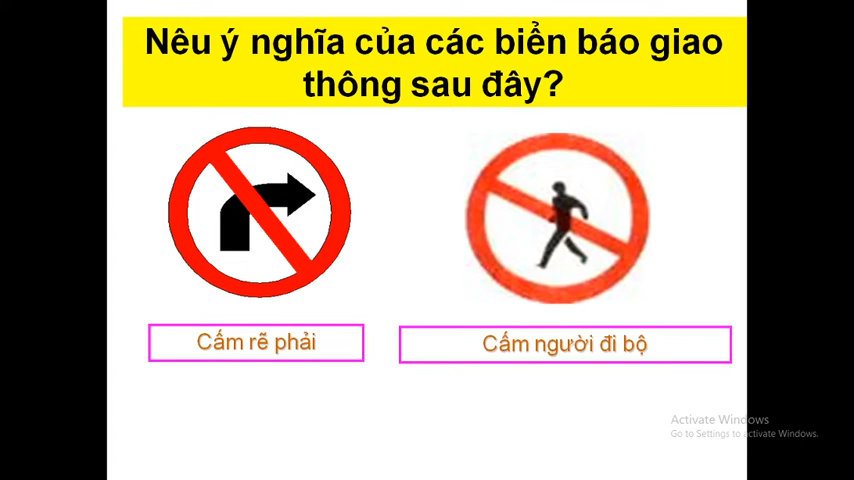 Nêu ý nghĩa của các biển báo giao
thông sau đây?
Cấm rẽ phải
Cấm người đi bộ
Activate Windows
Go to Settings to activate Windows.